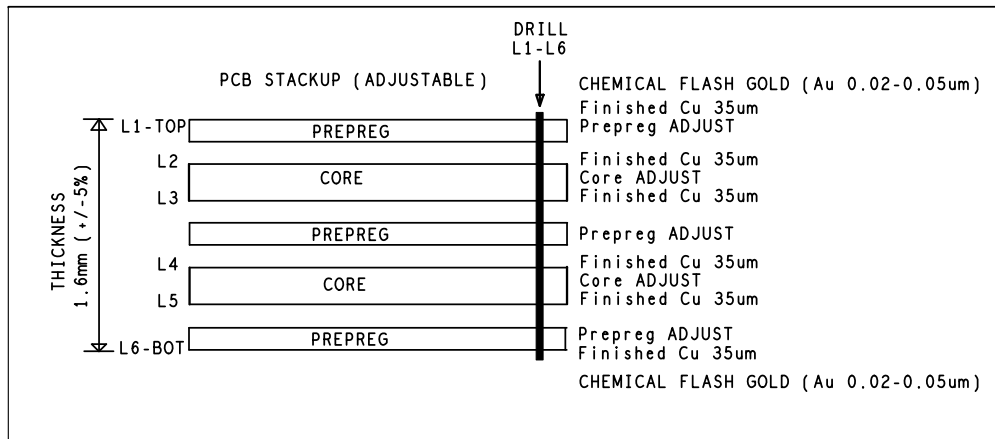 DRILL
L1-L6
PCB STACKUP (ADJUSTABLE)
CHEMICAL FLASH GOLD (Au 0.02-0.05um)
Finished Cu 35um
L1-TOP
PREPREG
Prepreg ADJUST
L2
Finished Cu 35um
CORE
Core ADJUST
L3
Finished Cu 35um
THICKNESS
1.6mm (+/-5%)
PREPREG
Prepreg ADJUST
L4
Finished Cu 35um
CORE
Core ADJUST
L5
Finished Cu 35um
PREPREG
Prepreg ADJUST
L6-BOT
Finished Cu 35um
CHEMICAL FLASH GOLD (Au 0.02-0.05um)